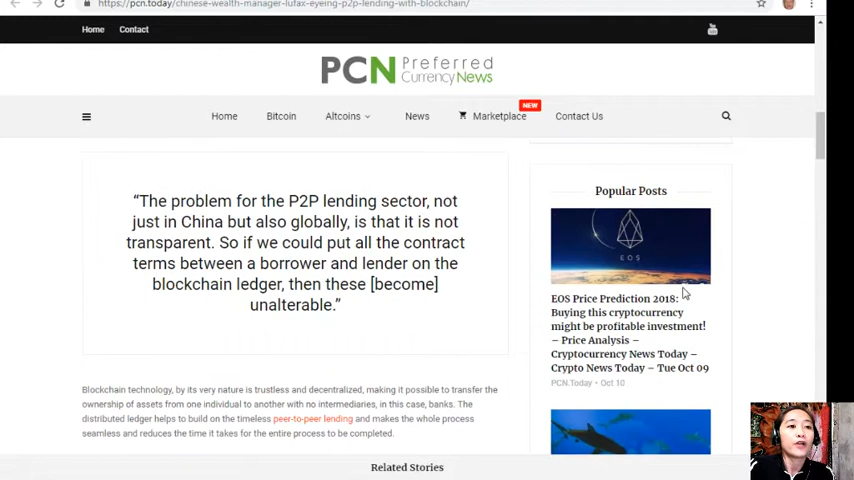 https://pcn.today/chinese-wealth-manager-lufax-eyeing-p2p-lending-with-blockchain/
Home Contact
You Tube
PCN Preferred
Currency News
NEW
Home Bitcoin Altcoins News Marketplace Contact Us
“The problem for the P2P lending sector, not
just in China but also globally, is that it is not
transparent. So if we could put all the contract
terms between a borrower and lender on the
blockchain ledger, then these [become]
unalterable.”
Blockchain technology, by its very nature is trustless and decentralized, making it possible to transfer the
ownership of assets from one individual to another with no intermediaries, in this case, banks. The
distributed ledger helps to build on the timeless peer-to-peer lending and makes the whole process
seamless and reduces the time it takes for the entire process to be completed.
Popular Posts
EOS
EOS Price Prediction 2018:
Buying this cryptocurrency
might be profitable investment!
– Price Analysis –
Cryptocurrency News Today –
Crypto News Today – Tue Oct 09
PCN.Today • Oct 10
Related Stories